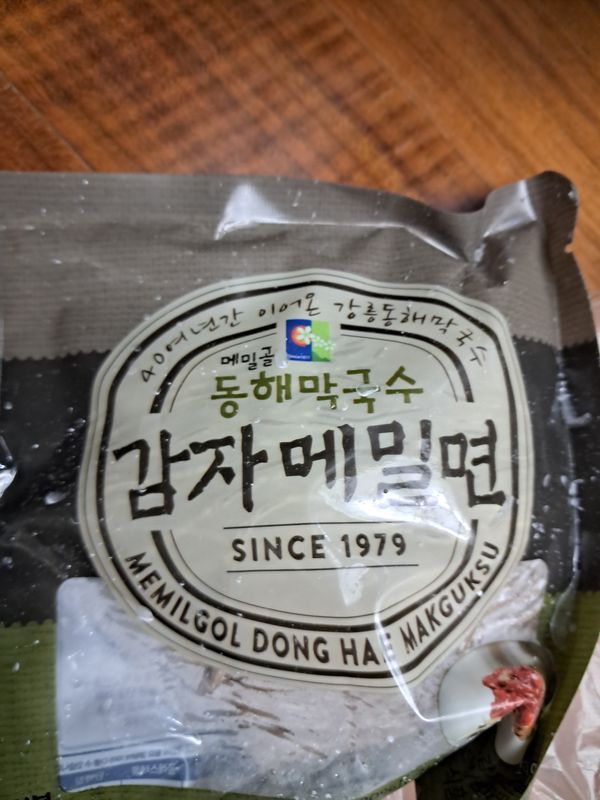 40여년간 이어온 강릉동해막국수
메밀골
동해막국수
감자메밀면
SINCE 1979
MEMILGOL DONG HAE MAKGUKSU